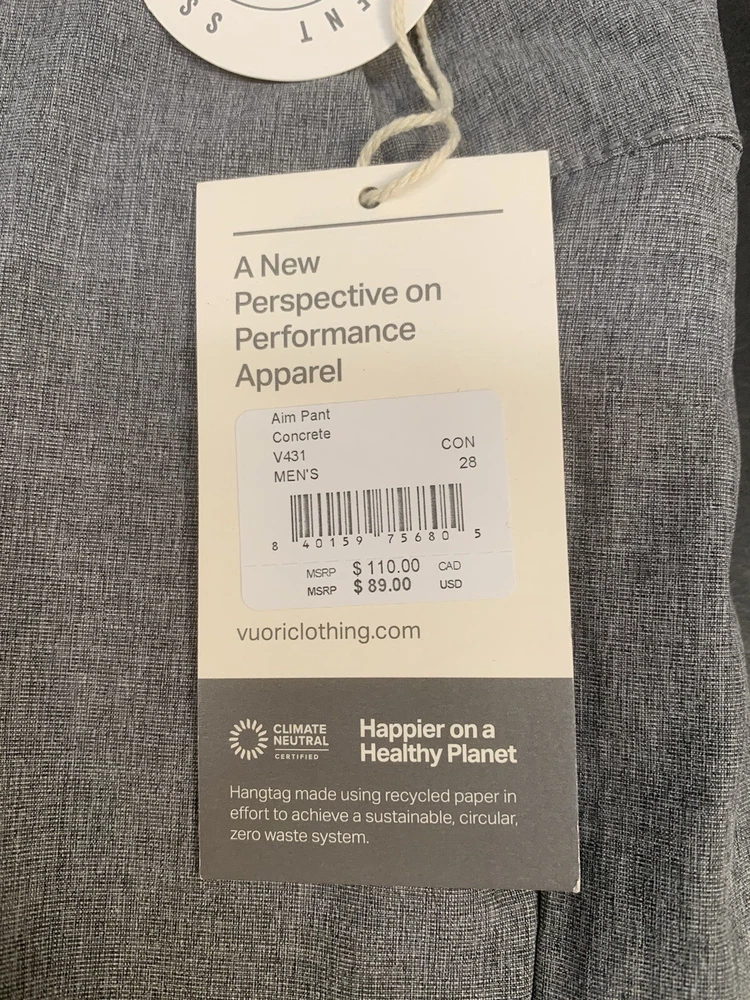 ENT
SS
A New
Perspective on
Performance
Apparel
Aim Pant
Concrete
V431 CON
MEN'S 28
8 40159 75680 5
MSRP $ 110.00 CAD
MSRP $ 89.00 USD
vuoriclothing.com
CLIMATE
NEUTRAL
CERTIFIED
Happier on a
Healthy Planet
Hangtag made using recycled paper in
effort to achieve a sustainable, circular,
zero waste system.